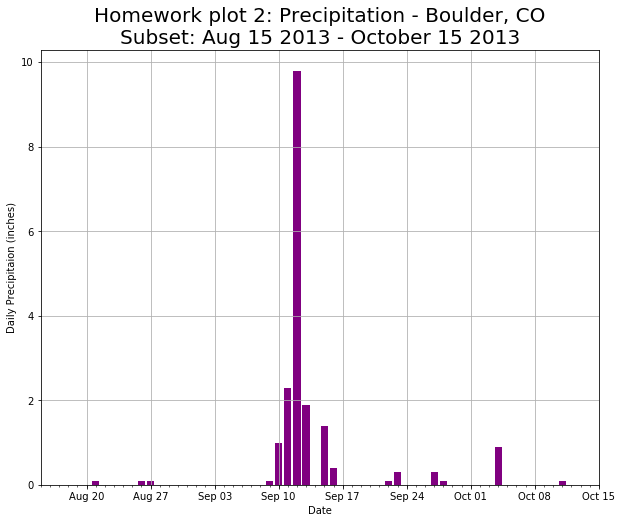 Homework plot 2: Precipitation - Boulder, CO
Subset: Aug 15 2013 - October 15 2013
10
8
6
4
2
0
Daily Precipitaion (inches)
Aug 20 Aug 27 Sep 03 Sep 10 Sep 17 Sep 24 Oct 01 Oct 08 Oct 15
Date